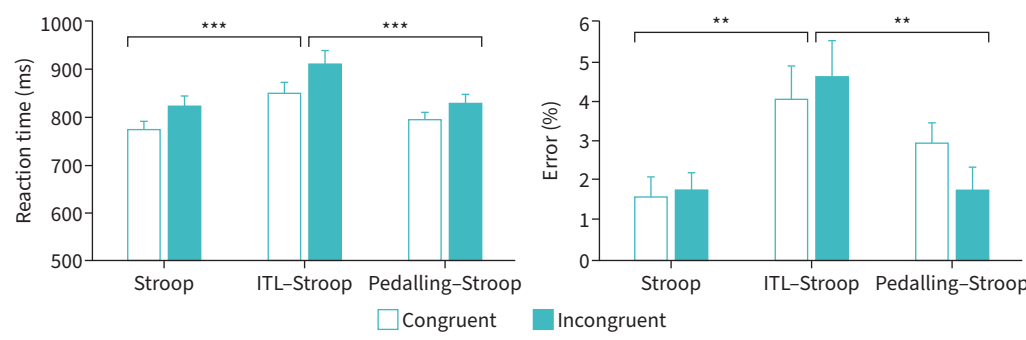 Reaction time (ms)
1000
900
800
700
600
500
***
***
Stroop
ITL–Stroop
Pedalling–Stroop
Error (%)
6
5
4
3
2
1
0
**
**
Stroop
ITL–Stroop
Pedalling–Stroop
Congruent
Incongruent